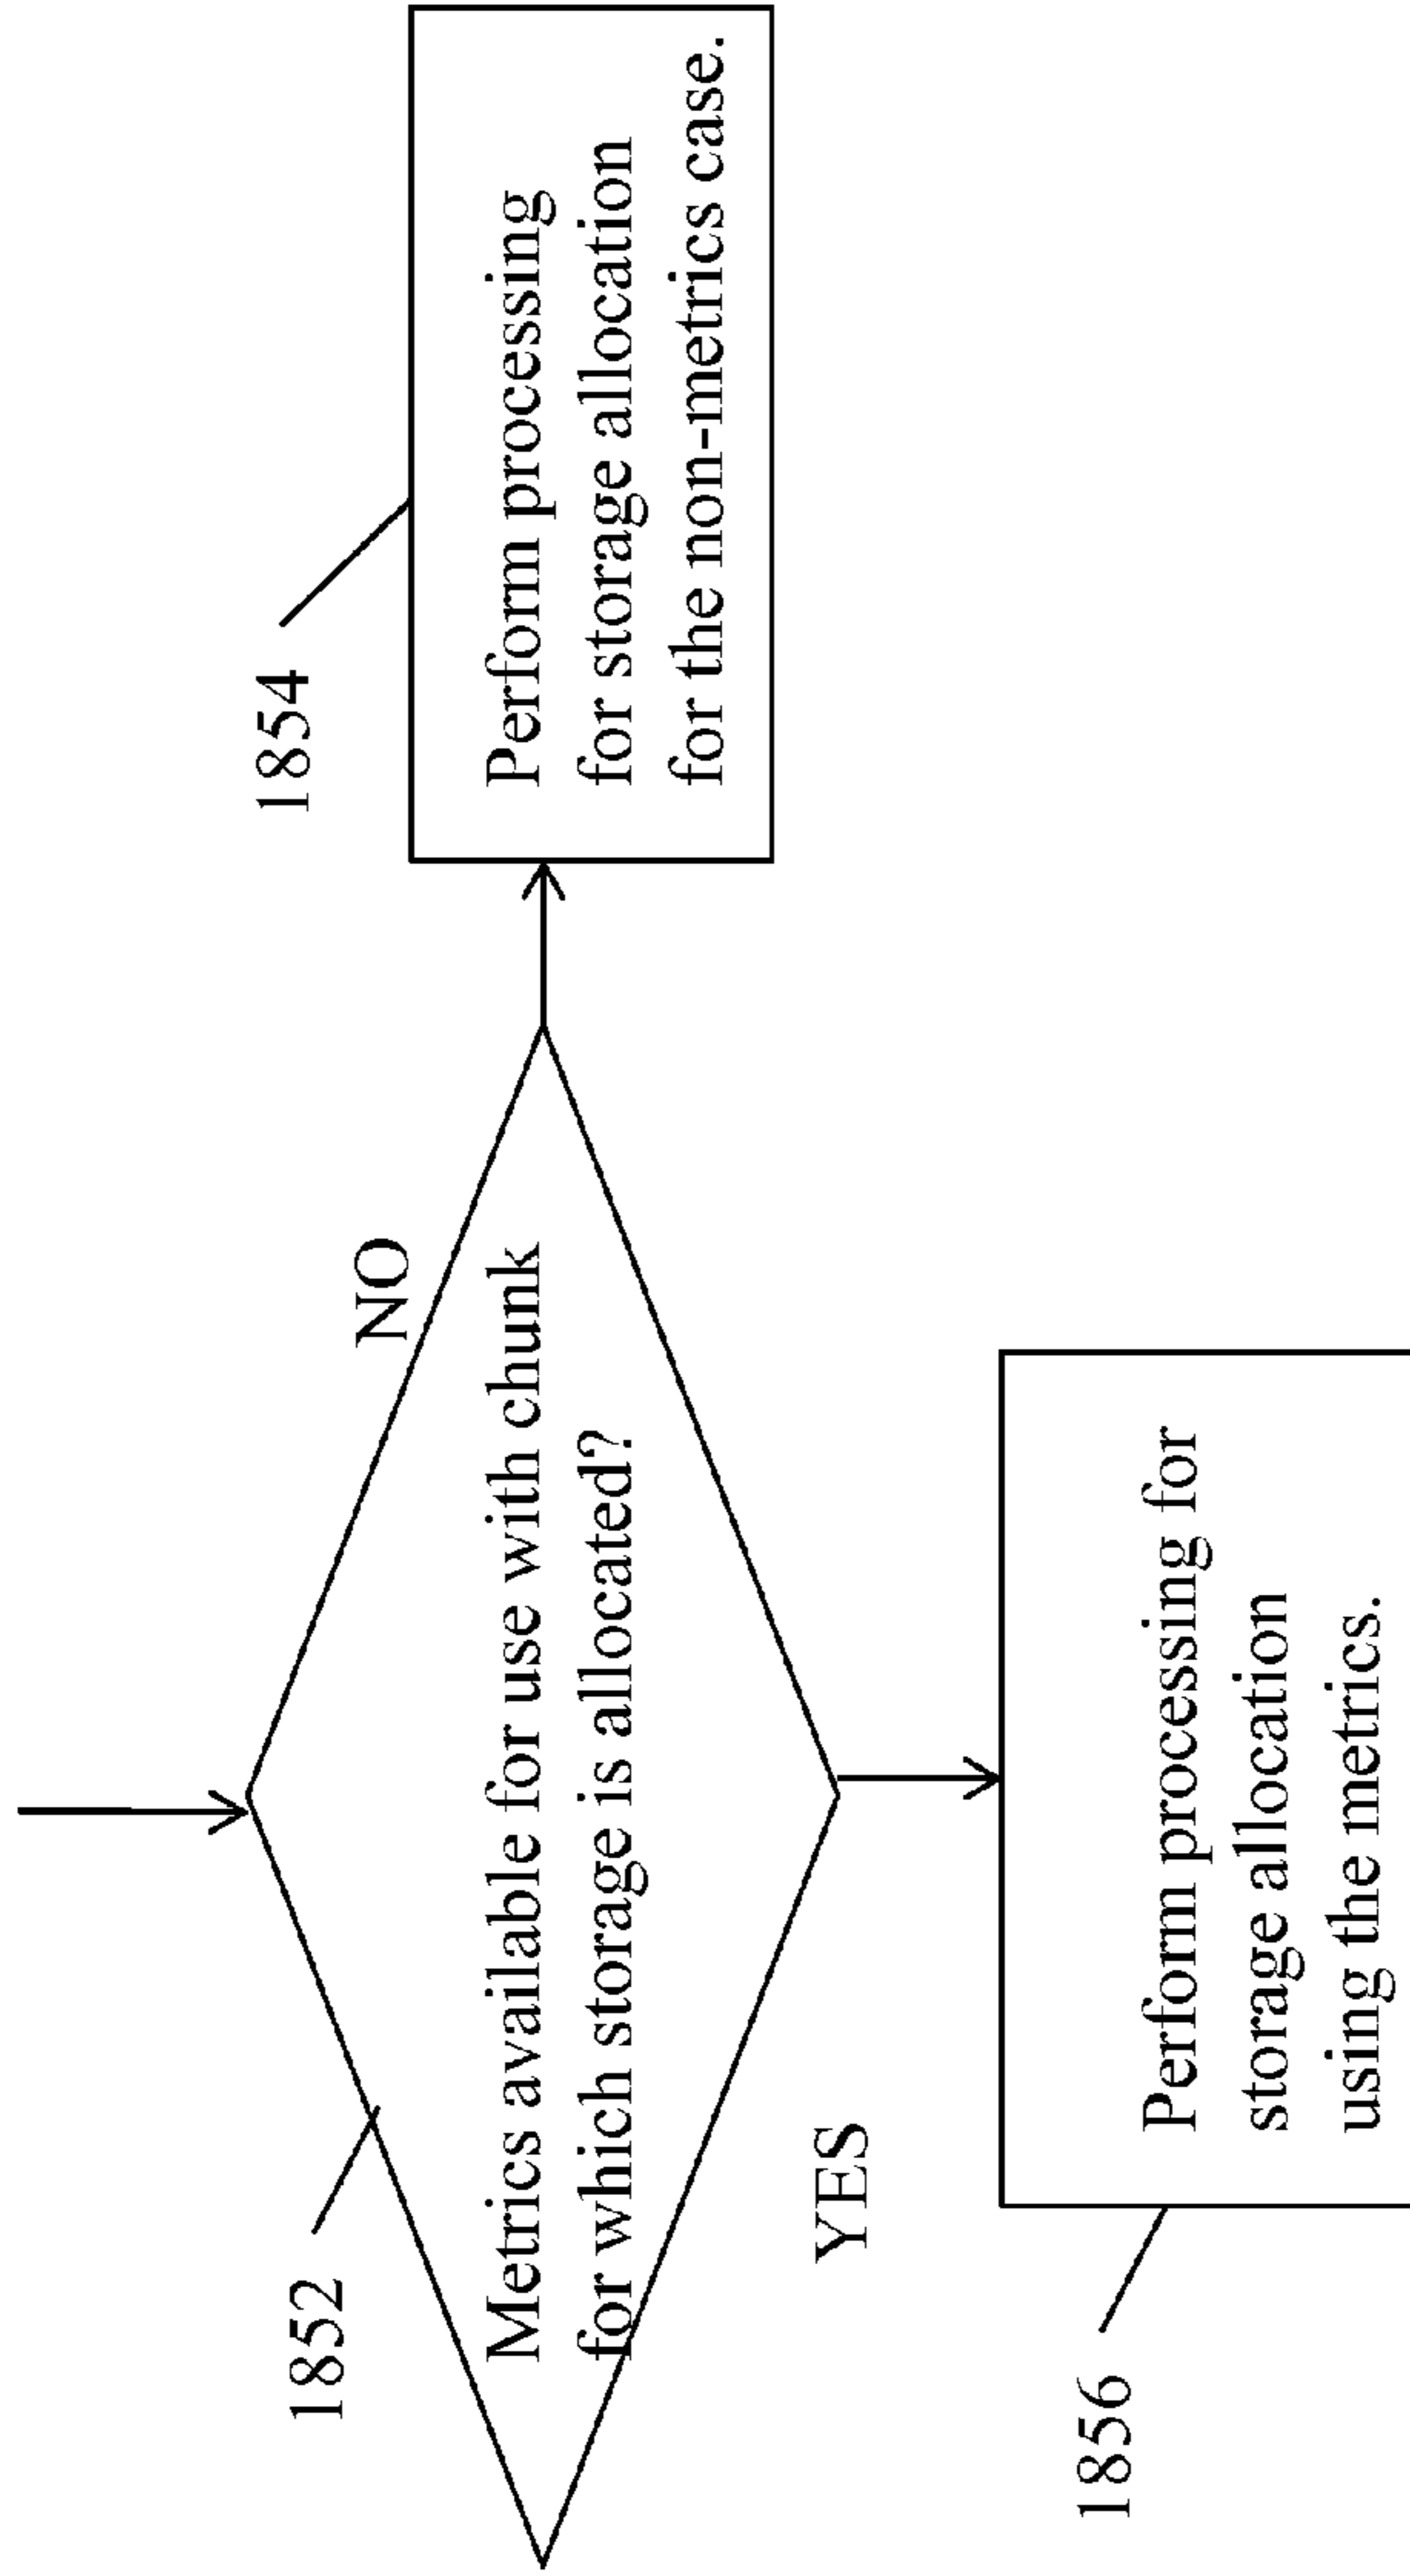 1852
Metrics available for use with chunk
for which storage is allocated?
NO
1854
Perform processing
for storage allocation
for the non-metrics case.
YES
1856
Perform processing for
storage allocation
using the metrics.